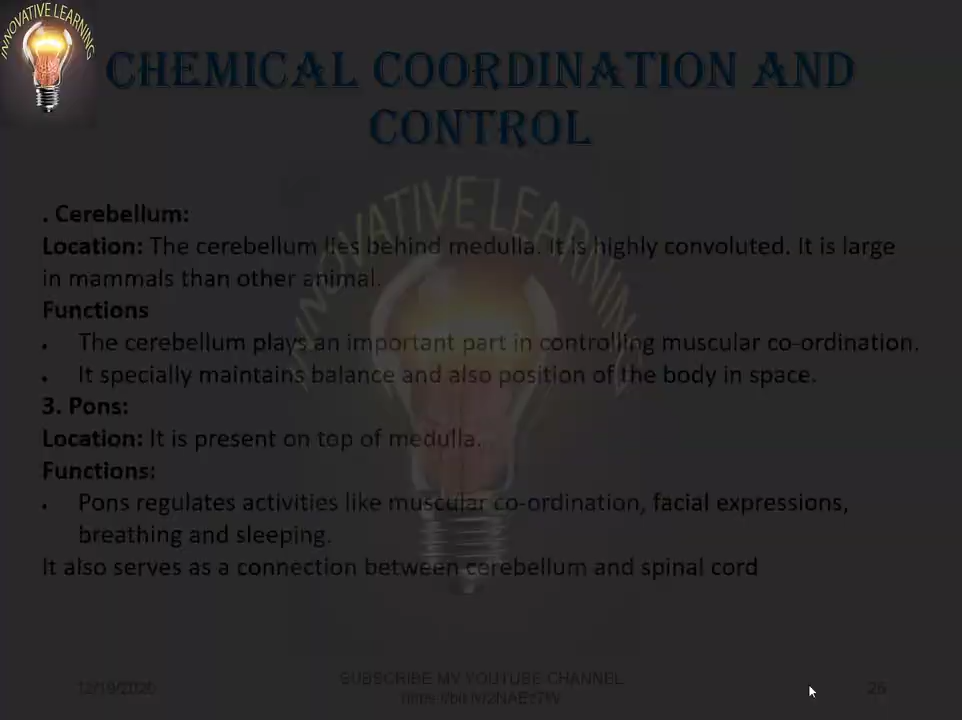 INNOVATIVE LEARNING
CHEMICAL COORDINATION AND
CONTROL
INNOVATIVE LEARNING
. Cerebellum:
Location: The cerebellum lies behind medulla. It is highly convoluted. It is large
in mammals than other animal.
Functions
• The cerebellum plays an important part in controlling muscular co-ordination.
• It specially maintains balance and also position of the body in space.
3. Pons:
Location: It is present on top of medulla.
Functions:
• Pons regulates activities like muscular co-ordination, facial expressions,
breathing and sleeping.
It also serves as a connection between cerebellum and spinal cord
SUBSCRIBE MY YOUTUBE CHANNEL